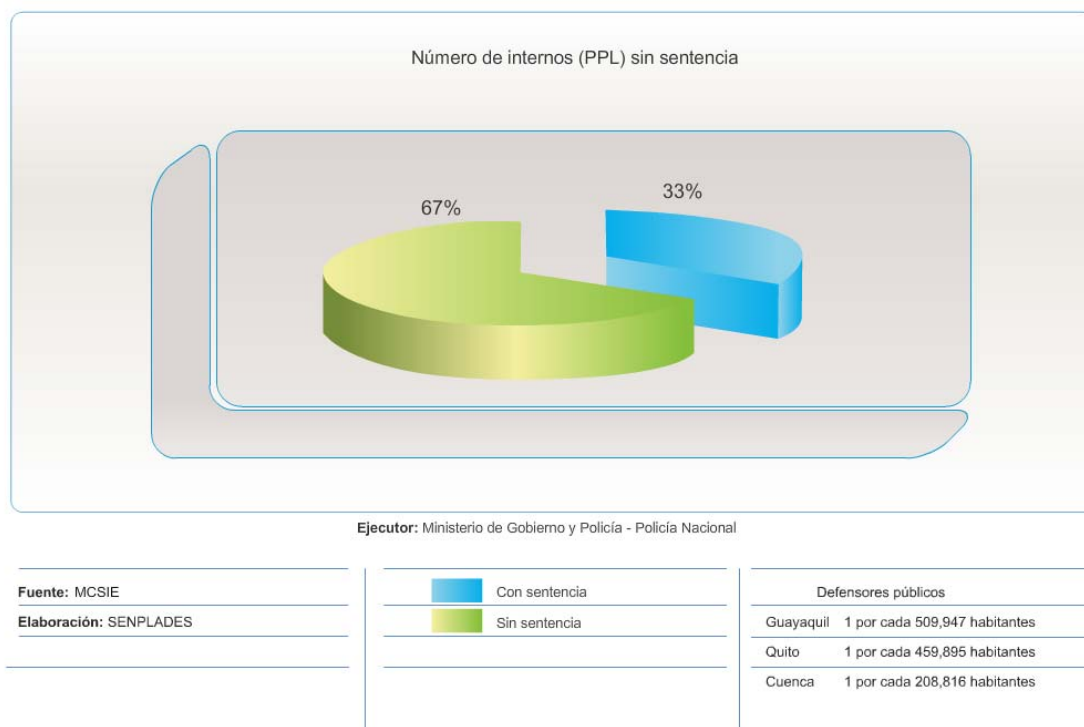 Número de internos (PPL) sin sentencia
67%
33%
Ejecutor: Ministerio de Gobierno y Policía - Policía Nacional
Fuente: MCSIE
Elaboración: SENPLADES
Con sentencia
Sin sentencia
Defensores públicos
Guayaquil 1 por cada 509,947 habitantes
Quito 1 por cada 459,895 habitantes
Cuenca 1 por cada 208,816 habitantes